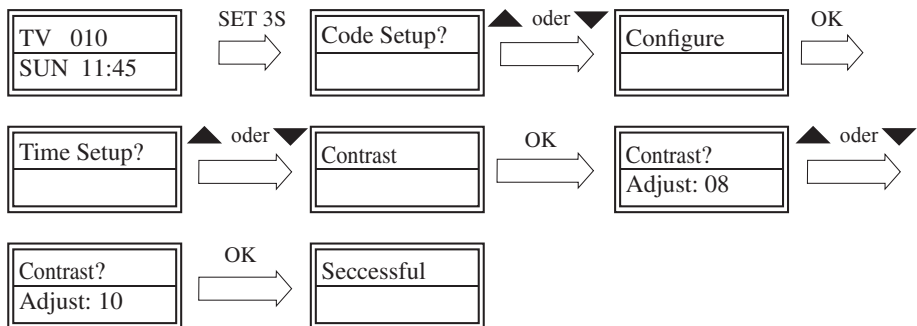 TV 010
SUN 11:45
SET 3S
Code Setup?
oder
Configure
OK
Time Setup?
oder
Contrast
OK
Contrast?
Adjust: 08
oder
Contrast?
Adjust: 10
OK
Seccessful